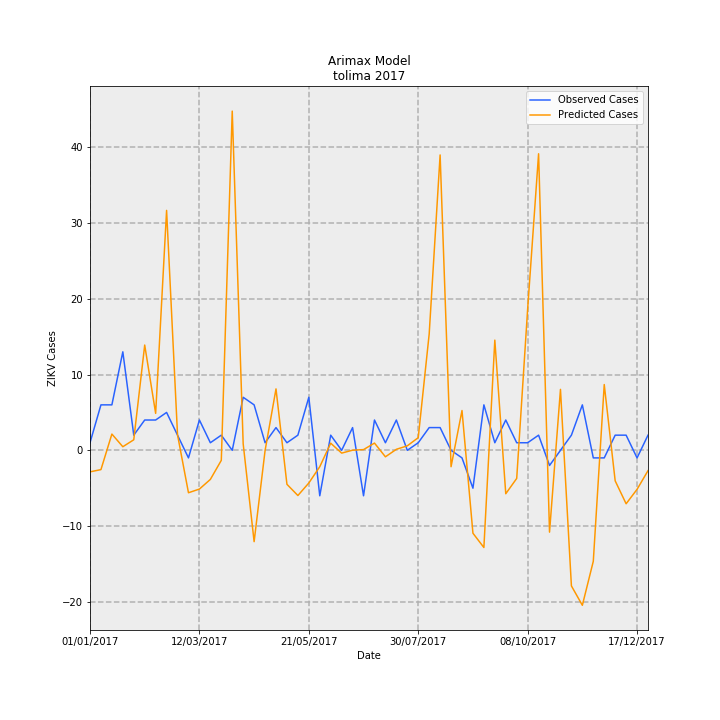 Arimax Model
tolima 2017
Observed Cases
Predicted Cases
ZIKV Cases
40
30
20
10
0
−10
−20
01/01/2017
12/03/2017
21/05/2017
30/07/2017
08/10/2017
17/12/2017
Date